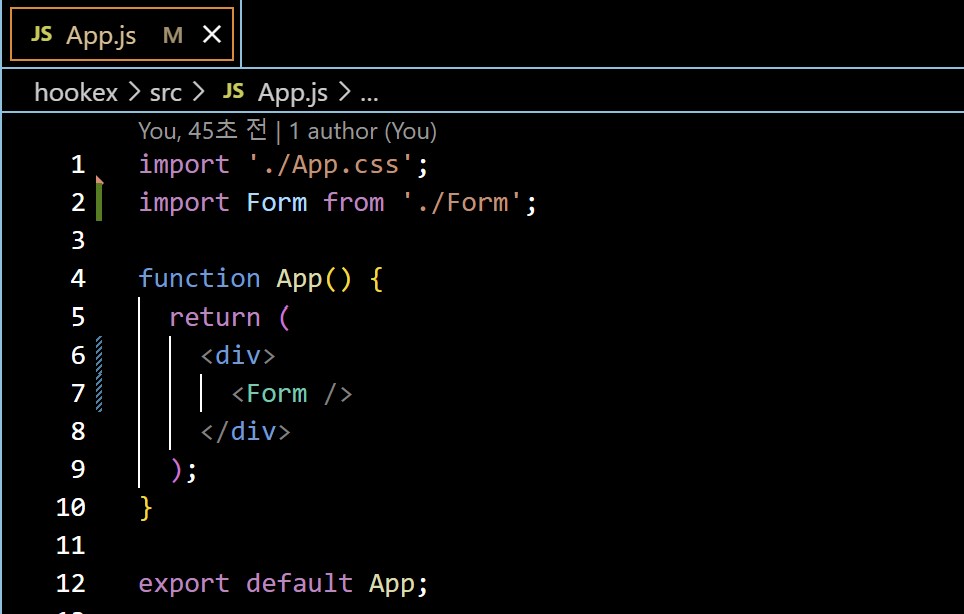 JS App.js M
hookex > src > JS App.js > ...
You, 45초 전 | 1 author (You)
1 import './App.css';
2 import Form from './Form';
3
4 function App() {
5 return (
6 <div>
7 <Form />
8 </div>
9 );
10 }
11
12 export default App;